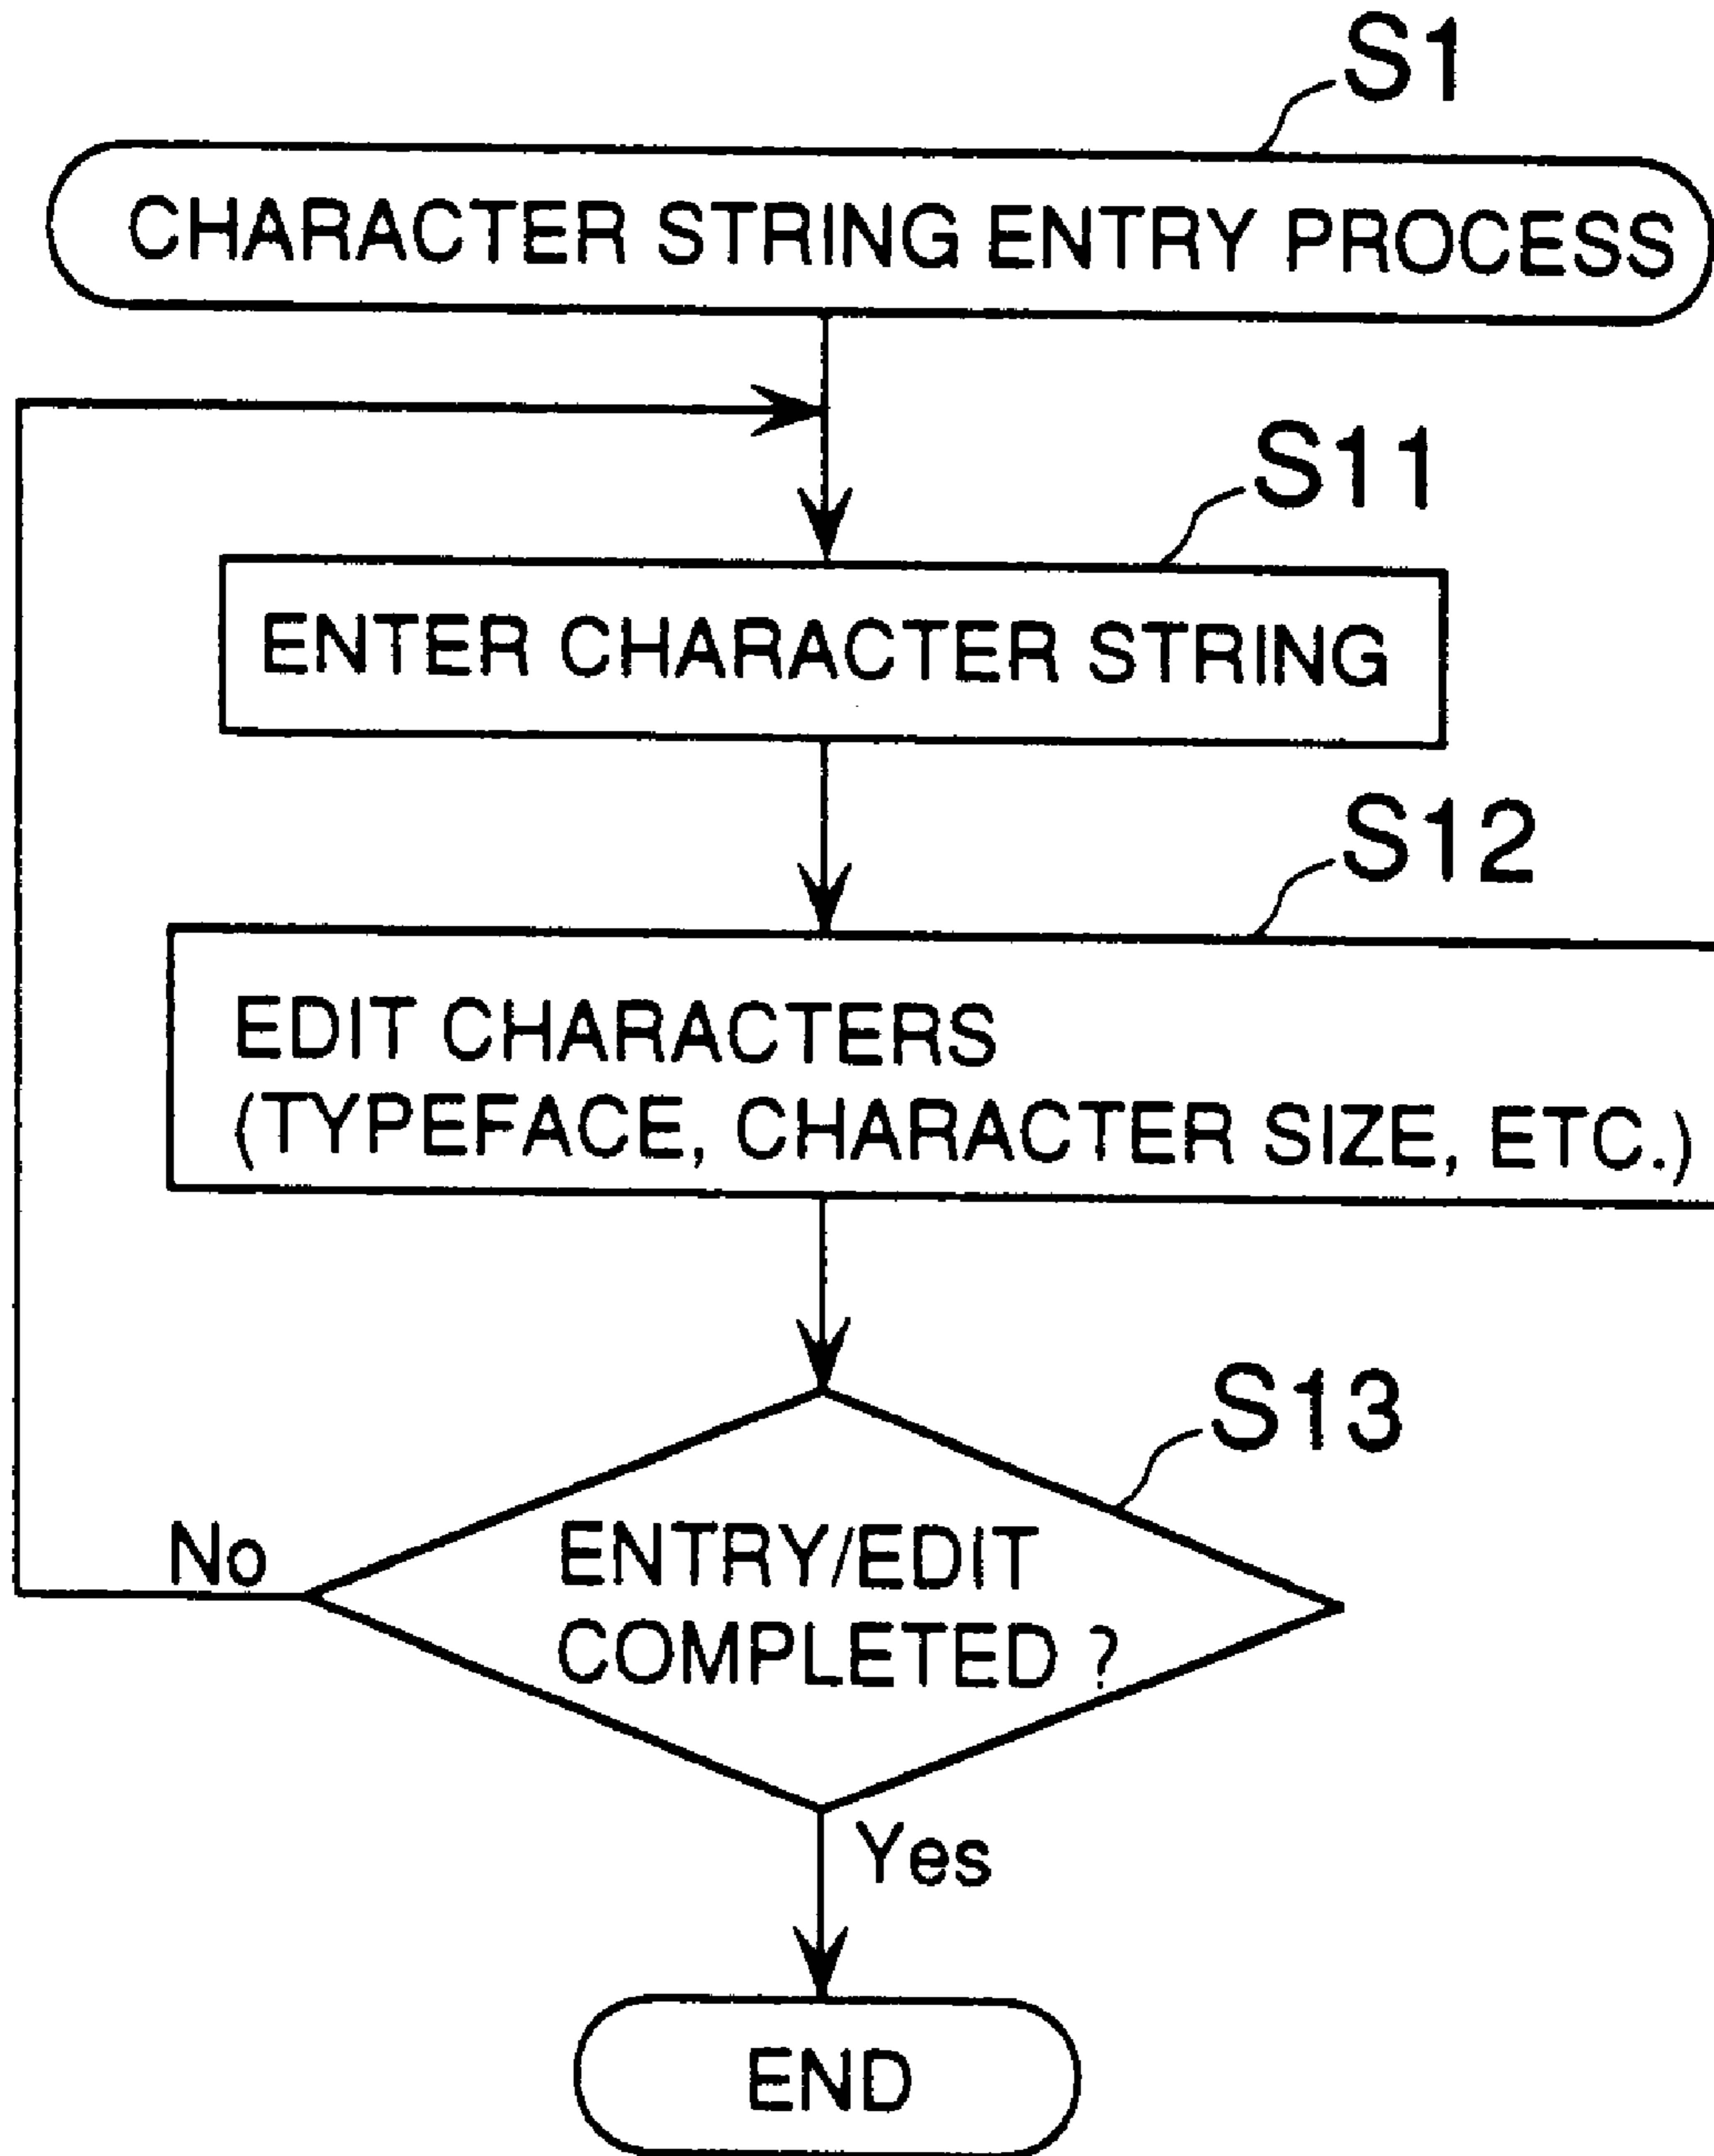 S1
CHARACTER STRING ENTRY PROCESS
S11
ENTER CHARACTER STRING
S12
EDIT CHARACTERS
(TYPEFACE, CHARACTER SIZE, ETC.)
S13
No
ENTRY/EDIT
COMPLETED ?
Yes
END